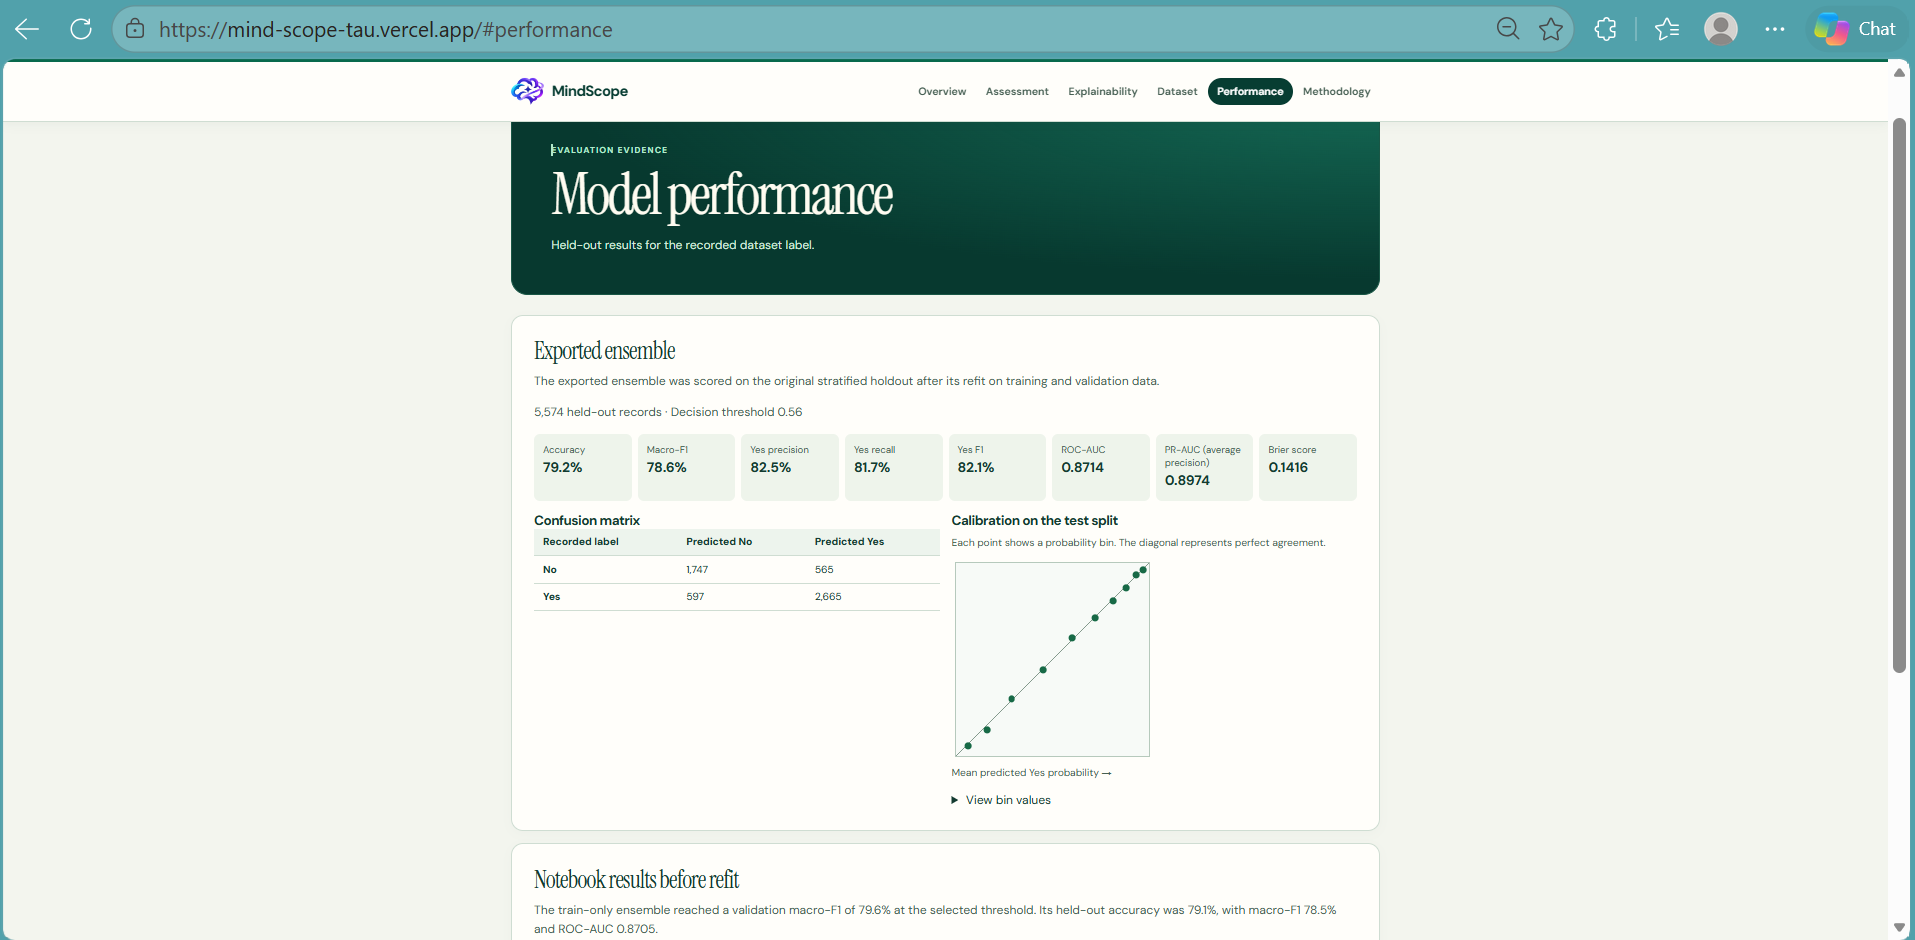 https://mind-scope-tau.vercel.app/#performance
Chat
MindScope
Overview
Assessment
Explainability
Dataset
Performance
Methodology
EVALUATION EVIDENCE
Model performance
Held-out results for the recorded dataset label.
Exported ensemble
The exported ensemble was scored on the original stratified holdout after its refit on training and validation data.
5,574 held-out records · Decision threshold 0.56
Accuracy
79.2%
Macro-F1
78.6%
Yes precision
82.5%
Yes recall
81.7%
Yes F1
82.1%
ROC-AUC
0.8714
PR-AUC (average
precision)
0.8974
Brier score
0.1416
Confusion matrix
Recorded label Predicted No Predicted Yes
No 1,747 565
Yes 597 2,665
Calibration on the test split
Each point shows a probability bin. The diagonal represents perfect agreement.
Mean predicted Yes probability →
View bin values
Notebook results before refit
The train-only ensemble reached a validation macro-F1 of 79.6% at the selected threshold. Its held-out accuracy was 79.1%, with macro-F1 78.5%
and ROC-AUC 0.8705.